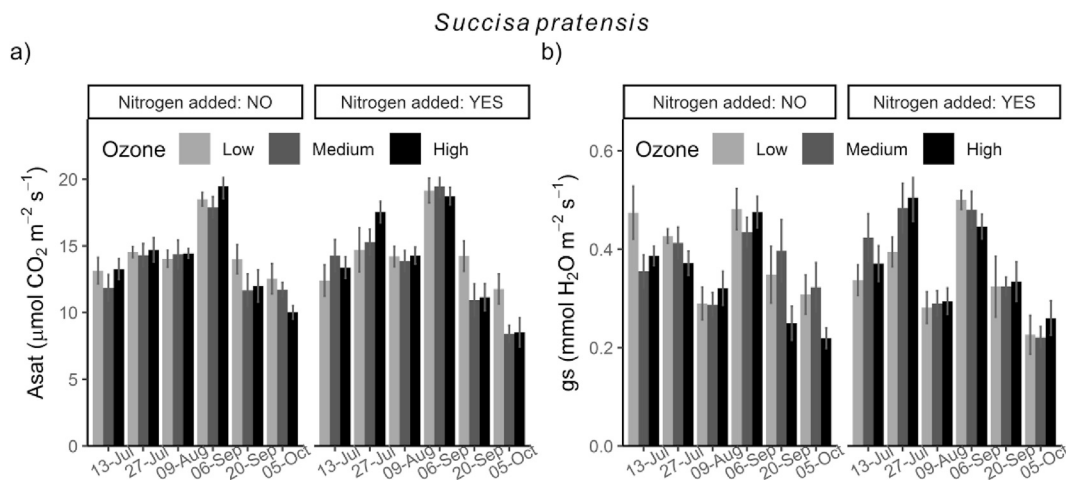 Succisa pratensis
a)
Nitrogen added: NO
Nitrogen added: YES
Ozone Low Medium High
Asat (μmol CO₂ m⁻² s⁻¹)
20
15
10
5
0
13-Jul
27-Jul
09-Aug
06-Sep
20-Sep
05-Oct
13-Jul
27-Jul
09-Aug
06-Sep
20-Sep
05-Oct
b)
Nitrogen added: NO
Nitrogen added: YES
Ozone Low Medium High
gs (mmol H₂O m⁻² s⁻¹)
0.6
0.4
0.2
0.0
13-Jul
27-Jul
09-Aug
06-Sep
20-Sep
05-Oct
13-Jul
27-Jul
09-Aug
06-Sep
20-Sep
05-Oct